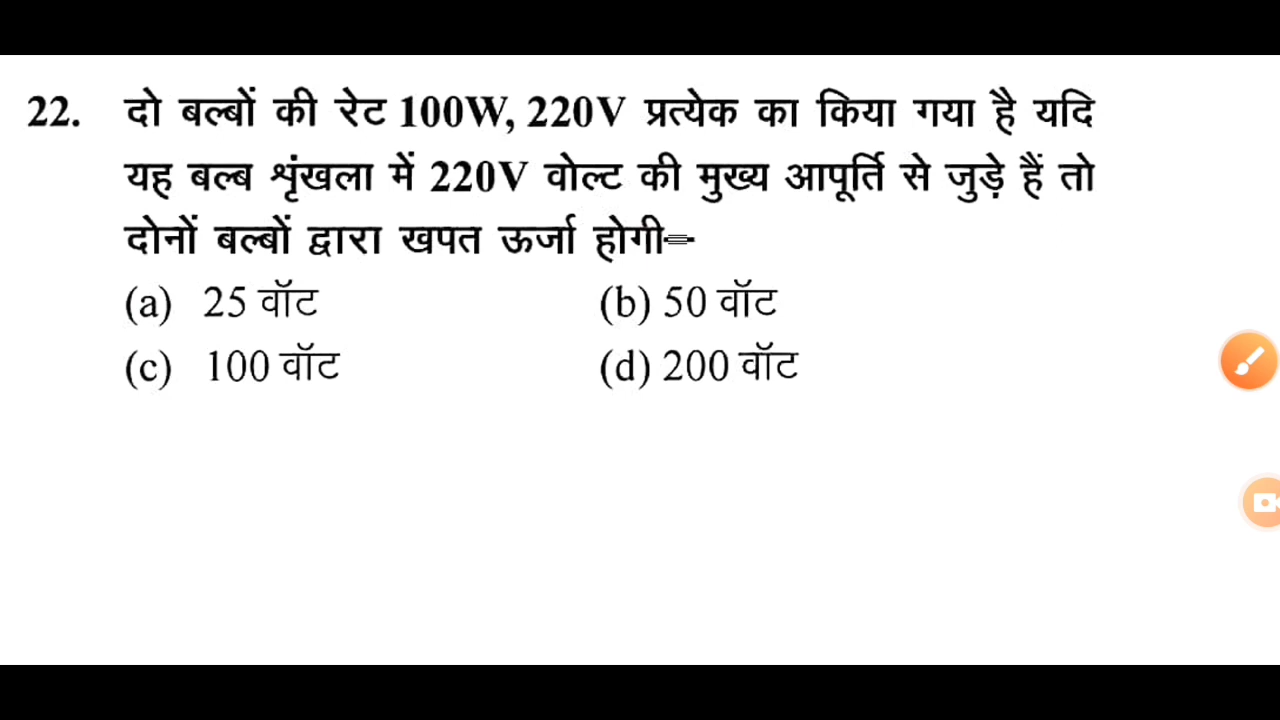 22. दो बल्बों की रेट 100W, 220V प्रत्येक का किया गया है यदि
यह बल्ब श्रृंखला में 220V वोल्ट की मुख्य आपूर्ति से जुड़े हैं तो
दोनों बल्बों द्वारा खपत ऊर्जा होगी–
(a) 25 वॉट (b) 50 वॉट
(c) 100 वॉट (d) 200 वॉट